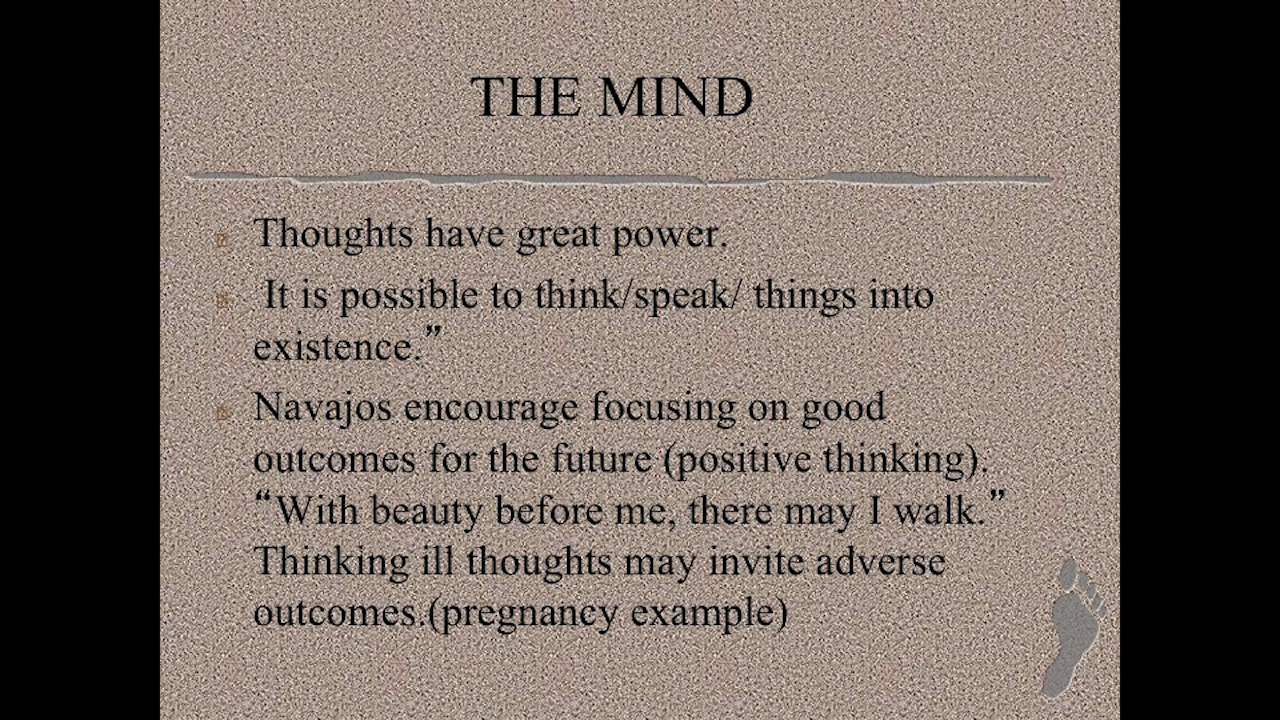 THE MIND
Thoughts have great power.
It is possible to think/speak/ things into
existence.”
Navajos encourage focusing on good
outcomes for the future (positive thinking).
“With beauty before me, there may I walk.”
Thinking ill thoughts may invite adverse
outcomes.(pregnancy example)